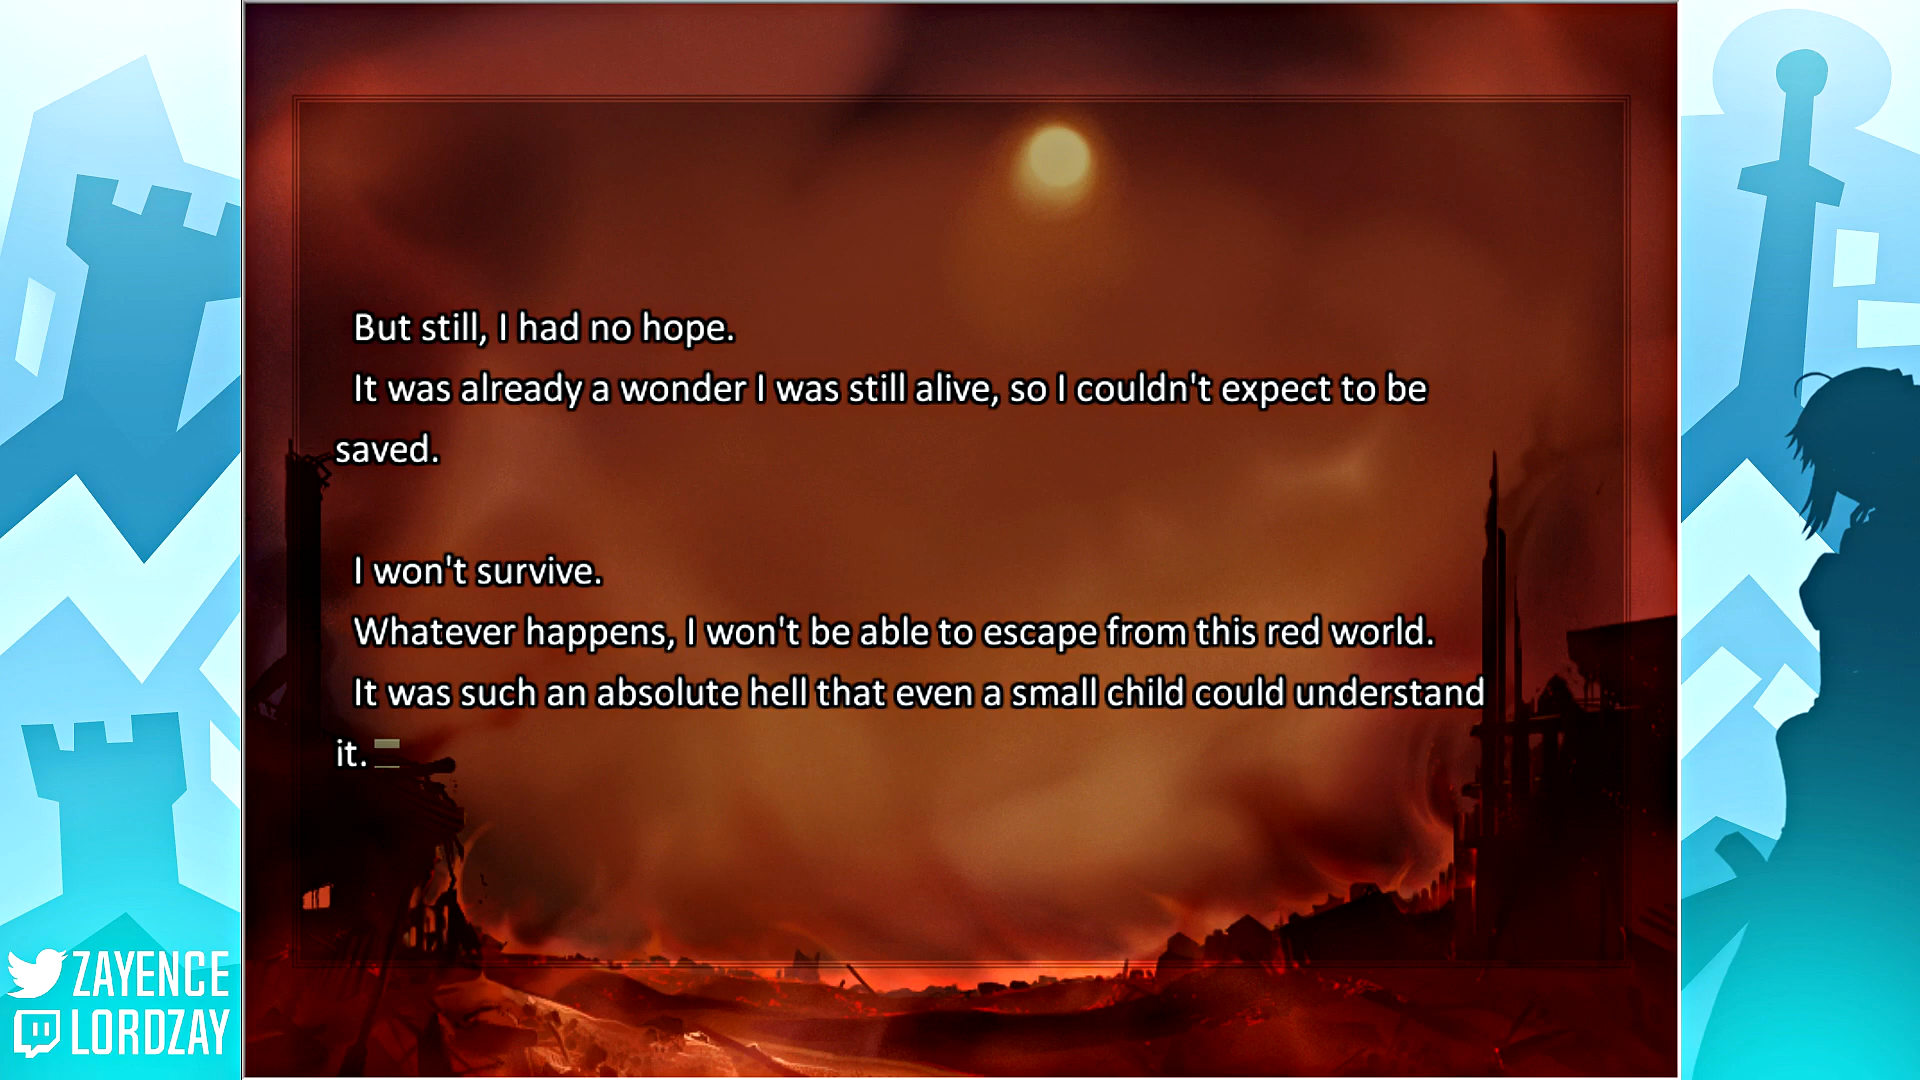 But still, I had no hope.
It was already a wonder I was still alive, so I couldn't expect to be
saved.
I won't survive.
Whatever happens, I won't be able to escape from this red world.
It was such an absolute hell that even a small child could understand
it.
ZAYENCE
LORDZAY